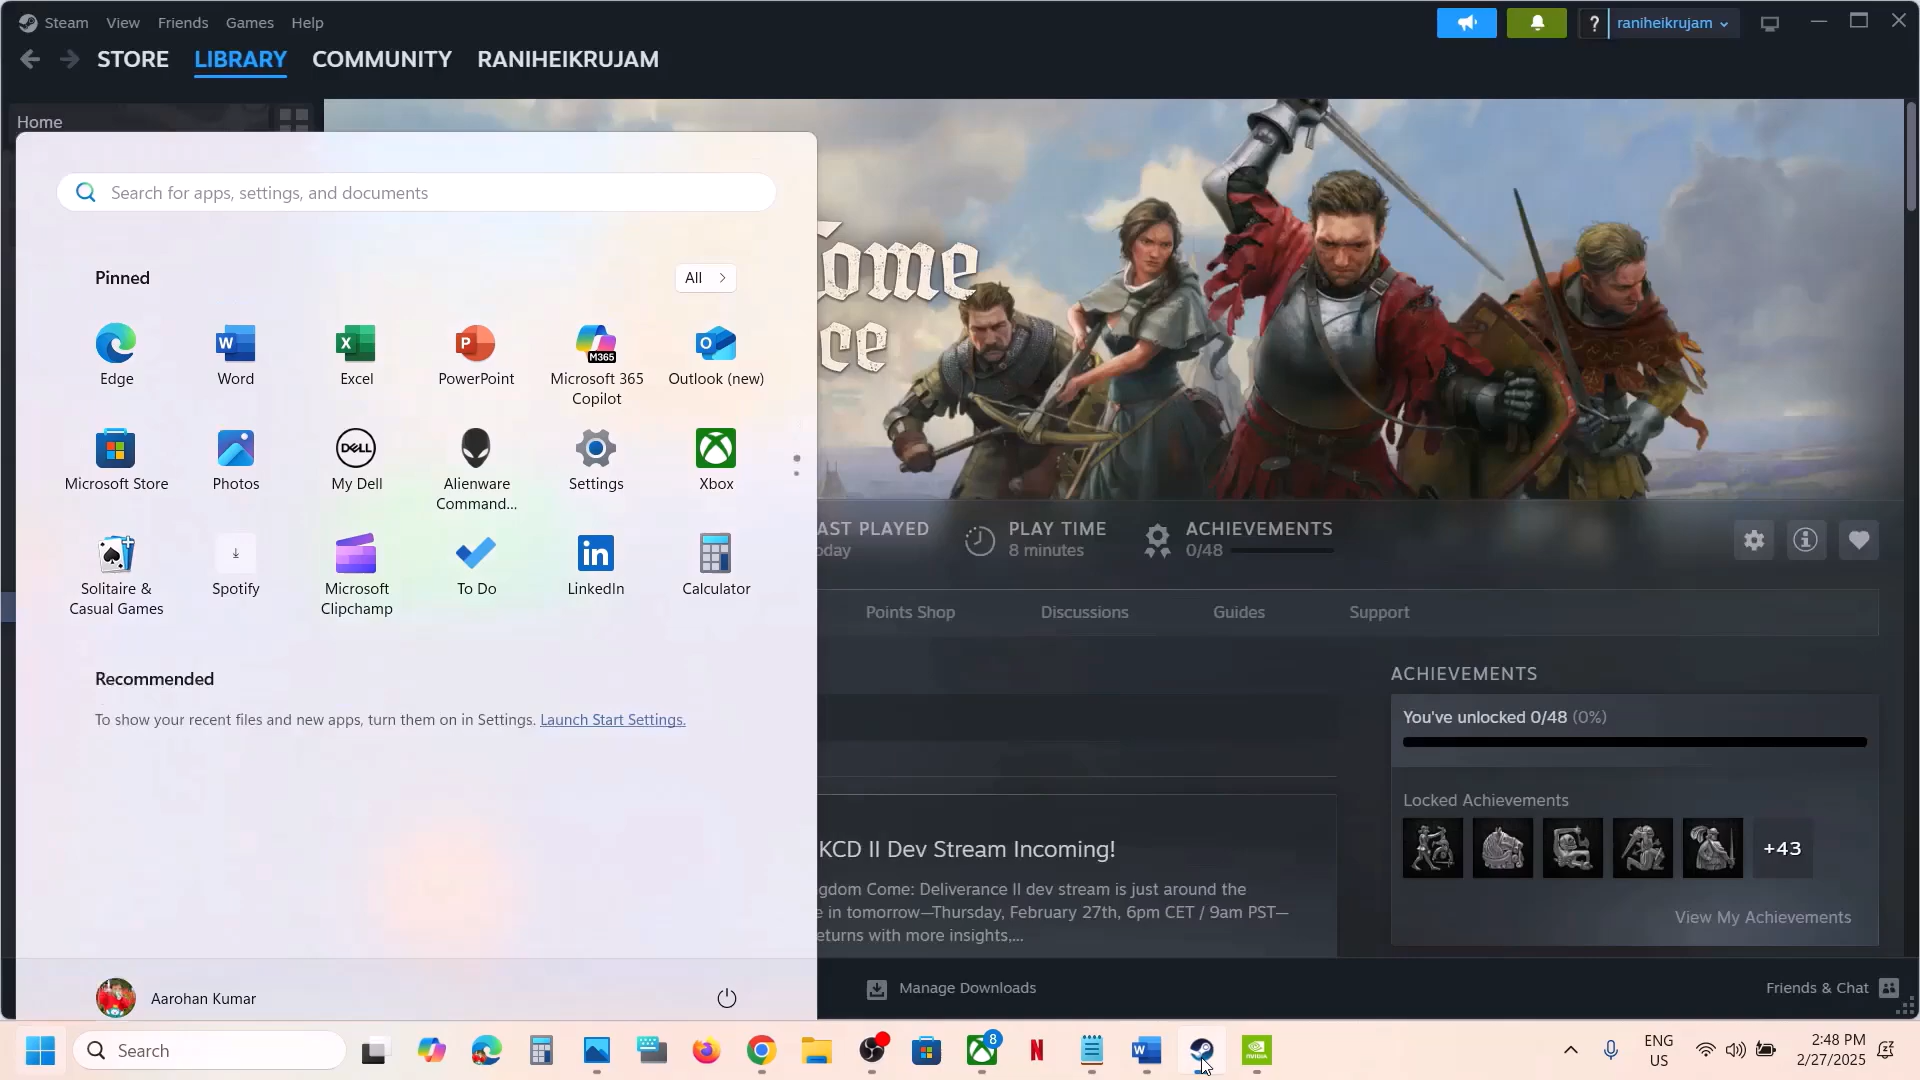 Steam View Friends Games Help
? raniheikrujam
STORE LIBRARY COMMUNITY RANIHEIKRUJAM
Home
Search for apps, settings, and documents
Pinned
All
Edge Word Excel PowerPoint Microsoft 365 Copilot Outlook (new)
Microsoft Store Photos My Dell Alienware Command... Settings Xbox
Solitaire & Casual Games Spotify Microsoft Clipchamp To Do LinkedIn Calculator
Recommended
To show your recent files and new apps, turn them on in Settings. Launch Start Settings.
Aarohan Kumar
ome
ce
AST PLAYED
oday
PLAY TIME
8 minutes
ACHIEVEMENTS
0/48
Points Shop Discussions Guides Support
ACHIEVEMENTS
You've unlocked 0/48 (0%)
Locked Achievements
+43
View My Achievements
KCD II Dev Stream Incoming!
gdom Come: Deliverance II dev stream is just around the
e in tomorrow—Thursday, February 27th, 6pm CET / 9am PST—
eturns with more insights,...
Manage Downloads
Friends & Chat
Search
8
ENG
US
2:48 PM
2/27/2025